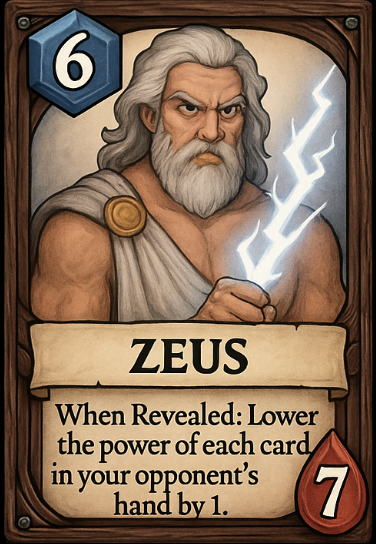 6
ZEUS
When Revealed: Lower
the power of each card
in your opponent's
hand by 1.
7